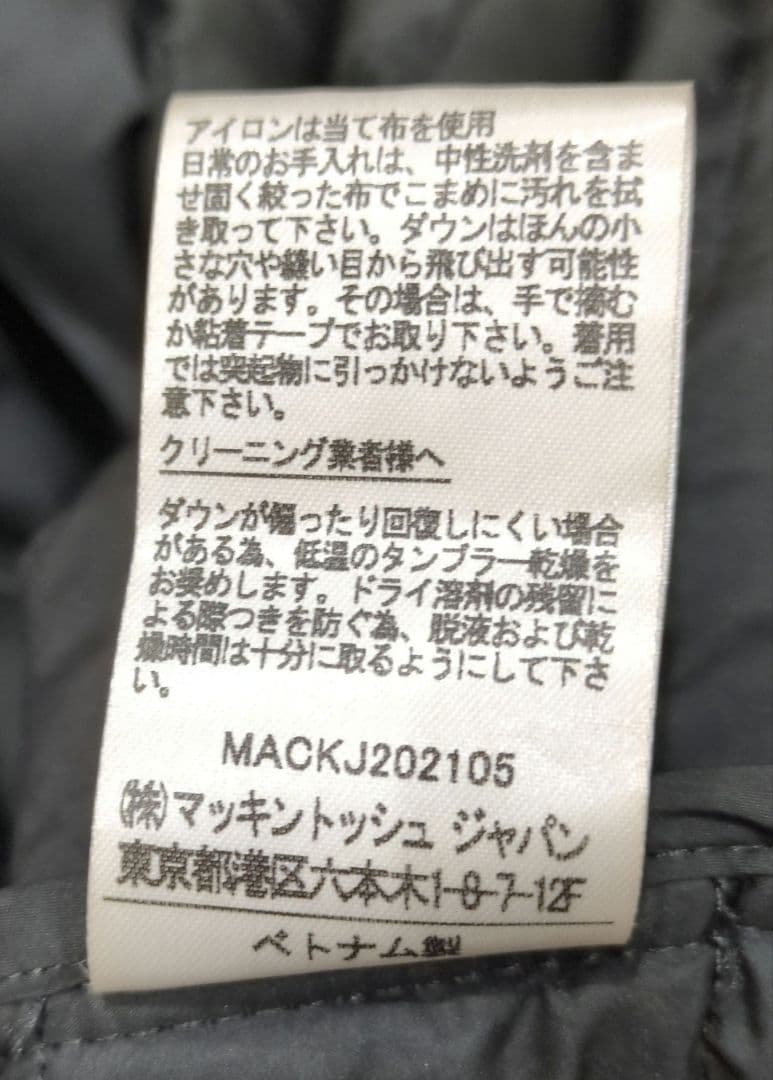 アイロンは当て布を使用
日常のお手入れは、中性洗剤を含ま
せ固く絞った布でこまめに汚れを拭
き取って下さい。ダウンはほんの小
さな穴や縫い目から飛び出す可能性
があります。その場合は、手で摘む
か粘着テープでお取り下さい。着用
では突起物に引っかけないようご注
意下さい。
クリーニング業者様へ
ダウンが偏ったり回復しにくい場合
がある為、低温のタンブラー乾燥を
お奨めします。ドライ溶剤の残留に
よる際つきを防ぐ為、脱液および乾
燥時間は十分に取るようにして下さ
い。
MACKJ202105
(株)マッキントッシュ ジャパン
東京都港区六本木1-8-7-12F
ベトナム製